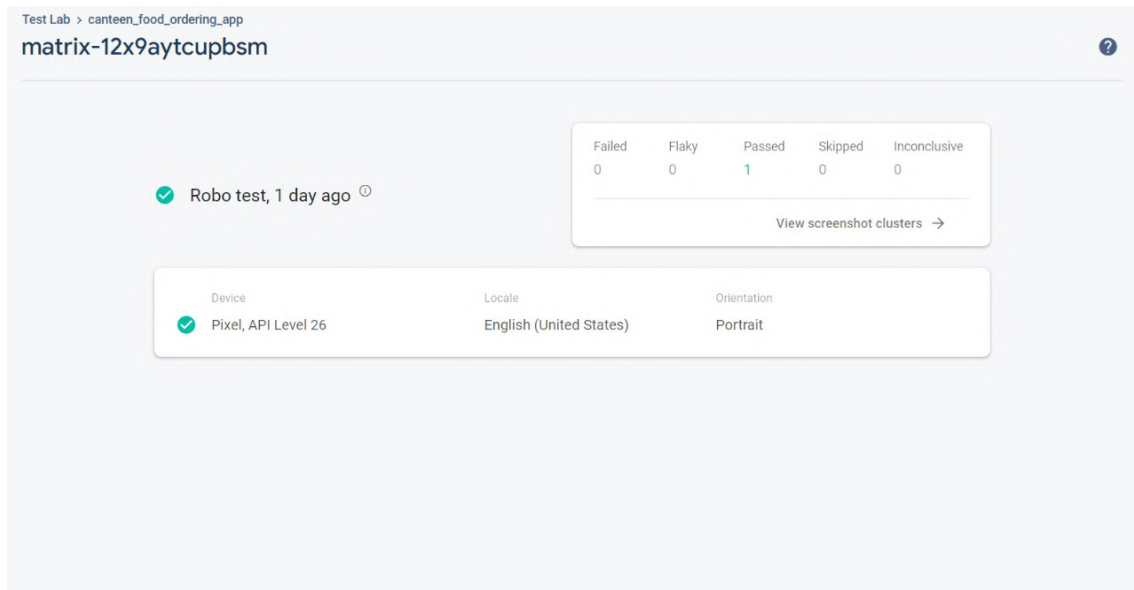 Test Lab > canteen_food_ordering_app
matrix-12x9aytcupbsm
?
Failed Flaky Passed Skipped Inconclusive
0 0 1 0 0
Robo test, 1 day ago
View screenshot clusters →
Device Locale Orientation
Pixel, API Level 26 English (United States) Portrait